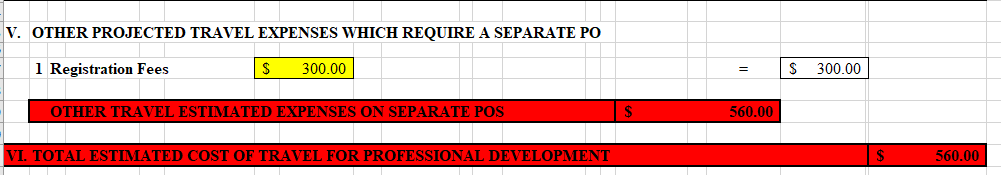 V. OTHER PROJECTED TRAVEL EXPENSES WHICH REQUIRE A SEPARATE PO
1 Registration Fees $ 300.00 = $ 300.00
OTHER TRAVEL ESTIMATED EXPENSES ON SEPARATE POS $ 560.00
VI. TOTAL ESTIMATED COST OF TRAVEL FOR PROFESSIONAL DEVELOPMENT $ 560.00